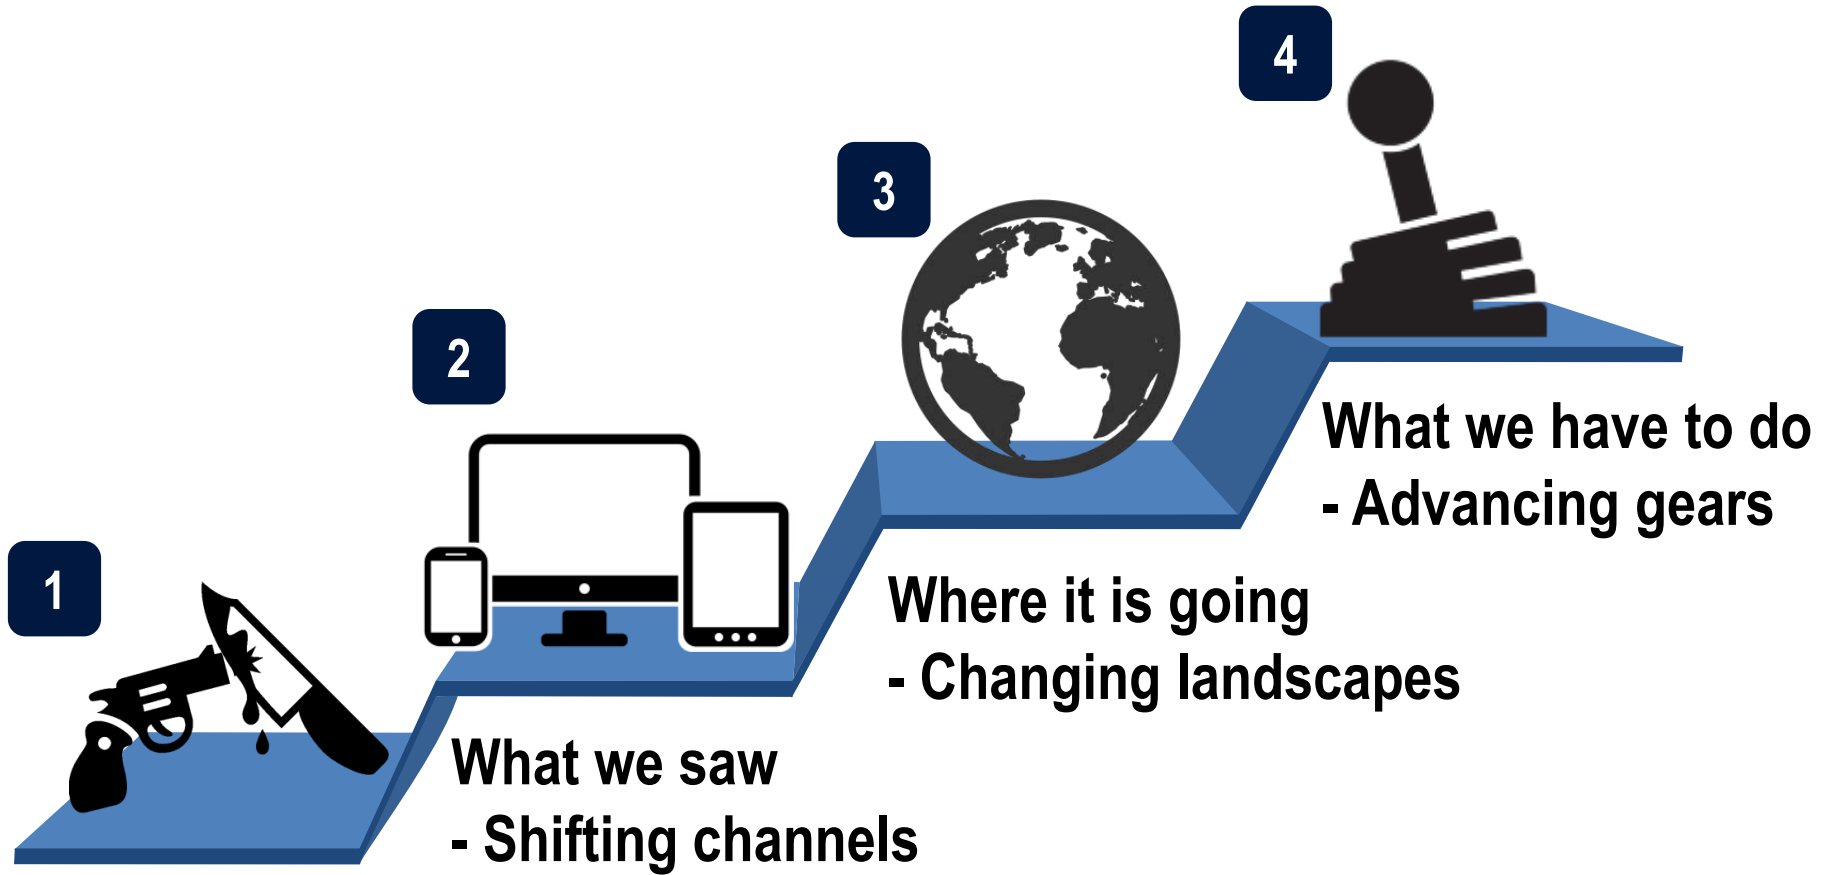 1
2
What we saw
- Shifting channels
3
Where it is going
- Changing landscapes
4
What we have to do
- Advancing gears